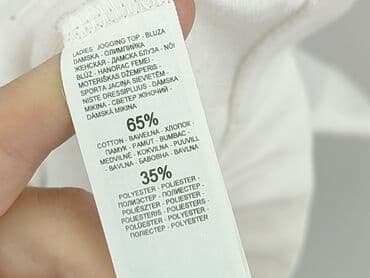 LADIES JOGGING TOP - BLUZA
DAMSKA - ОЛИМПИЙКА
ЖЕНСКАЯ - ДАМСКА БЛУЗА - NŐI
BLÚZ - HANORAC FEMEI -
MOTERIŠKAS DŽEMPERIS -
SPORTA JACIŅA SIEVIETĒM -
NISTE DRESSIPLUUS - DÁMSKA
MIKINA - СВЕТЕР ЖІНОЧИЙ -
DÁMSKÁ MIKINA
65%
COTTON - BAWEŁNA - ХЛОПОК -
ПАМУК - PAMUT - BUMBAC -
MEDVILNĖ - KOKVILNA - PUUVILL
- BAVLNA - БАВОВНА - BAVLNA
35%
POLYESTER - POLIESTER -
ПОЛИЭСТЕР - ПОЛИЕСТЕР -
POLIÉSZTER - POLIESTER -
POLIESTERIS - POLIESTERS -
POLÜESTER - POLYESTER -
ПОЛІЕСТЕР - POLYESTER